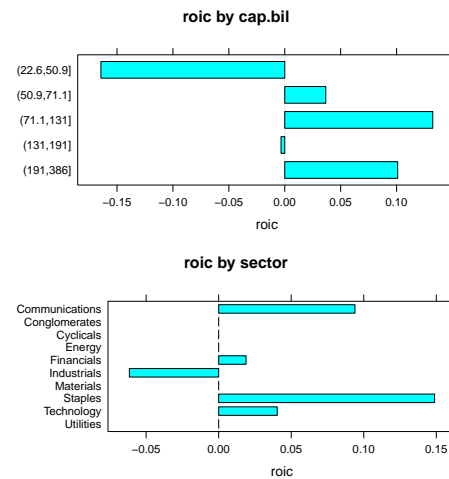 roic by cap.bil
(22.6,50.9]
(50.9,71.1]
(71.1,131]
(131,191]
(191,386]
−0.15 −0.10 −0.05 0.00 0.05 0.10
roic
roic by sector
Communications
Conglomerates
Cyclicals
Energy
Financials
Industrials
Materials
Staples
Technology
Utilities
−0.05 0.00 0.05 0.10 0.15
roic